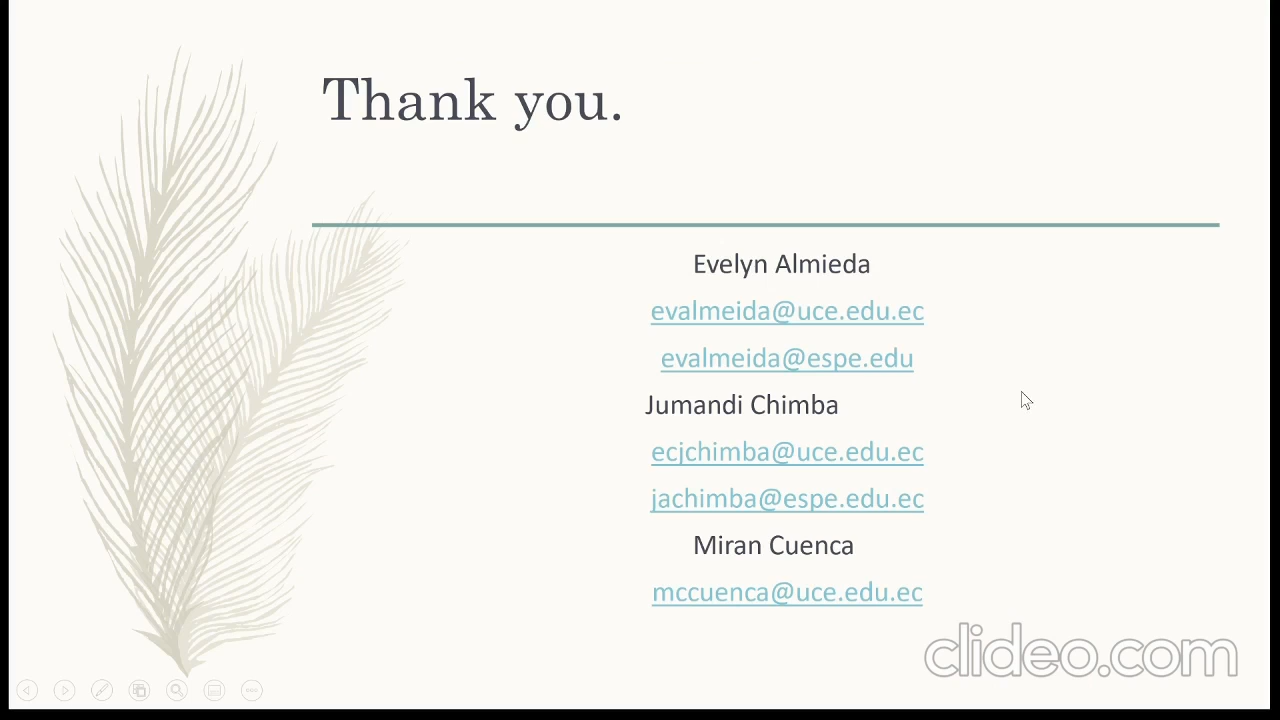 Thank you.
Evelyn Almieda
evalmeida@uce.edu.ec
evalmeida@espe.edu
Jumandi Chimba
ecjchimba@uce.edu.ec
jachimba@espe.edu.ec
Miran Cuenca
mccuenca@uce.edu.ec
clideo.com